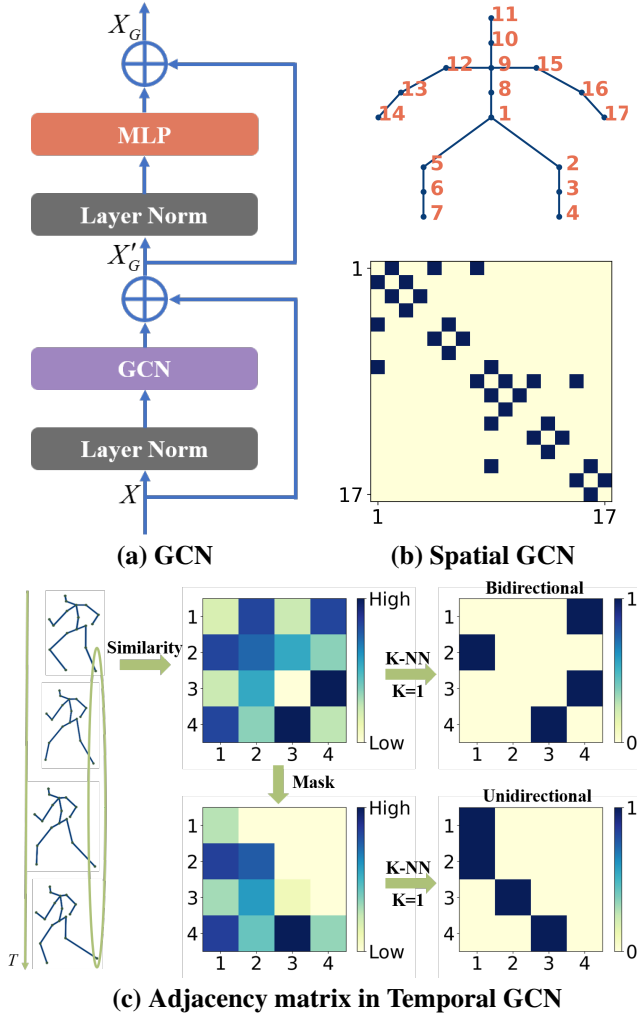 X_G
MLP
Layer Norm
X'_G
GCN
Layer Norm
X
(a) GCN
11
10
12 9 15
13 8 16
14 1 17
5 2
6 3
7 4
1
17
1 17
(b) Spatial GCN
T
Similarity
1
2
3
4
1 2 3 4
High
Low
K-NN
K=1
Bidirectional
1
2
3
4
1 2 3 4
1
0
Mask
1
2
3
4
1 2 3 4
High
Low
K-NN
K=1
Unidirectional
1
2
3
4
1 2 3 4
1
0
(c) Adjacency matrix in Temporal GCN